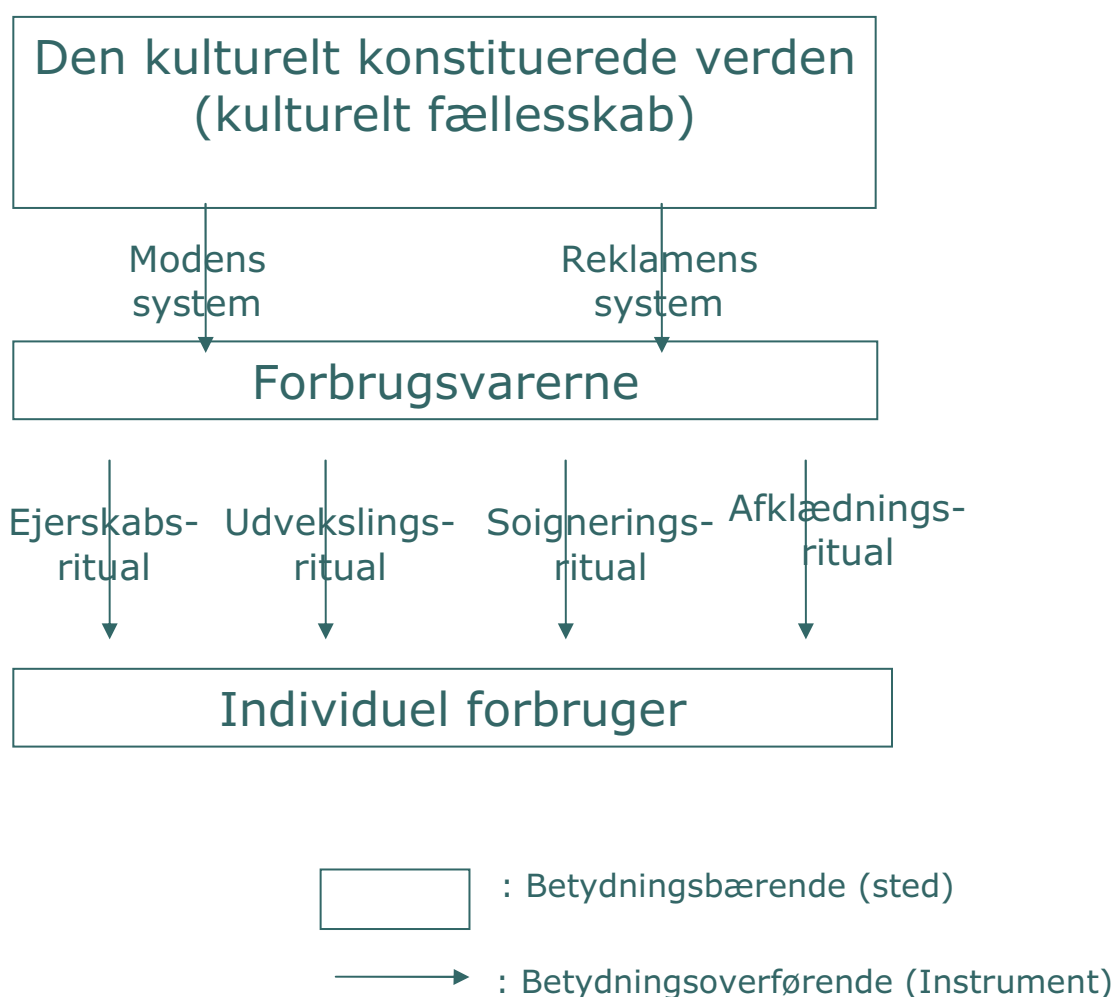 Den kulturelt konstituerede verden
(kulturelt fællesskab)
Modens
system
Reklamens
system
Forbrugsvarerne
Ejerskabs-
ritual
Udvekslings-
ritual
Soignerings-
ritual
Afklædnings-
ritual
Individuel forbruger
: Betydningsbærende (sted)
: Betydningsoverførende (Instrument)